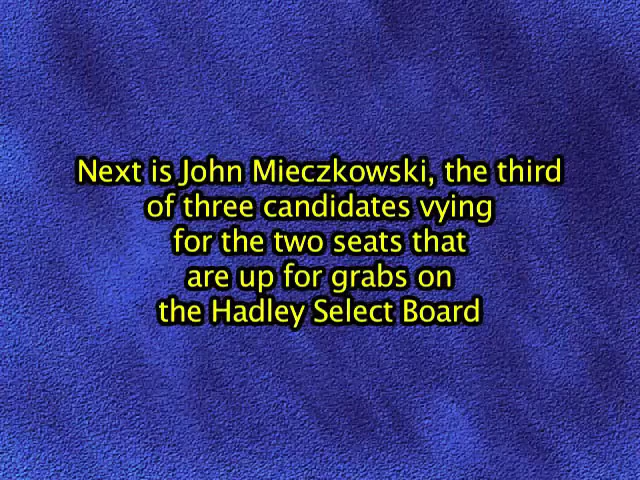 Next is John Mieczkowski, the third
of three candidates vying
for the two seats that
are up for grabs on
the Hadley Select Board